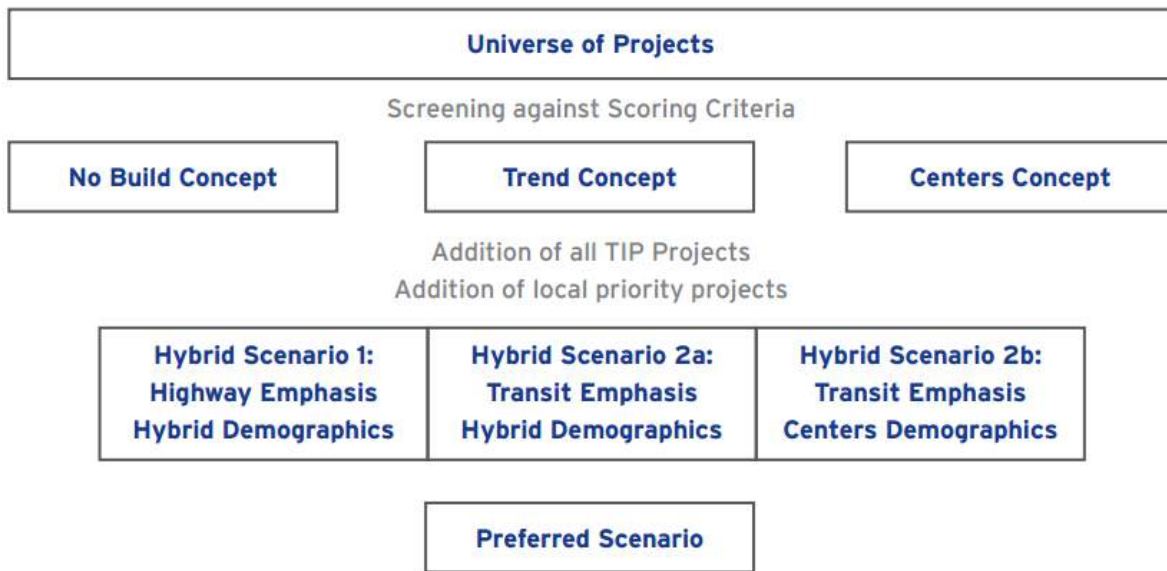 Universe of Projects
Screening against Scoring Criteria
No Build Concept
Trend Concept
Centers Concept
Addition of all TIP Projects
Addition of local priority projects
Hybrid Scenario 1:
Highway Emphasis
Hybrid Demographics
Hybrid Scenario 2a:
Transit Emphasis
Hybrid Demographics
Hybrid Scenario 2b:
Transit Emphasis
Centers Demographics
Preferred Scenario